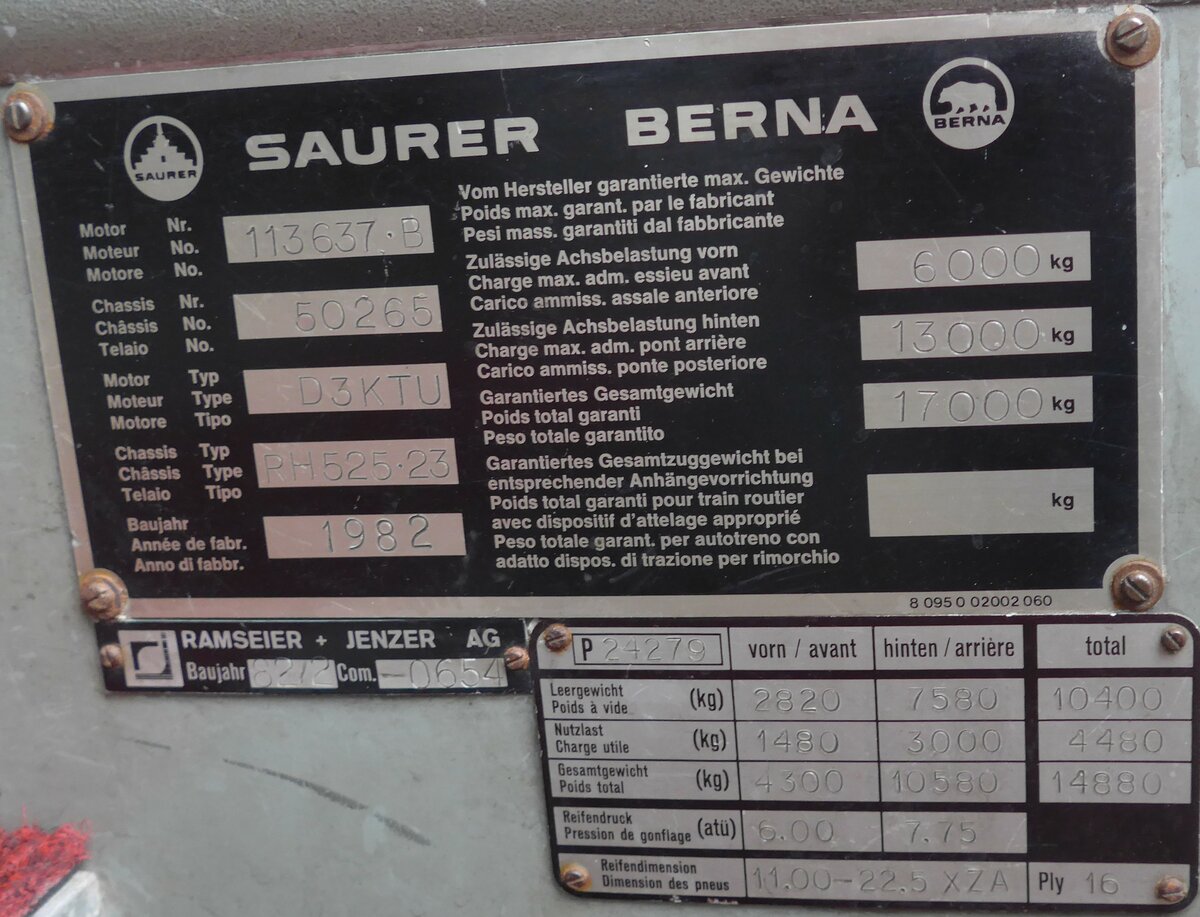 SAURER
SAURER BERNA
BERNA
Motor Nr.
Moteur No.
Motore No.
113637·B
Chassis Nr.
Châssis No.
Telaio No.
50265
Motor Typ
Moteur Type
Motore Tipo
D3KTU
Chassis Typ
Châssis Type
Telaio Tipo
RH525·23
Baujahr
Année de fabr.
Anno di fabbr.
1982
Vom Hersteller garantierte max. Gewichte
Poids max. garant. par le fabricant
Pesi mass. garantiti dal fabbricante
Zulässige Achsbelastung vorn
Charge max. adm. essieu avant
Carico ammiss. assale anteriore
6000 kg
Zulässige Achsbelastung hinten
Charge max. adm. pont arrière
Carico ammiss. ponte posteriore
13000 kg
Garantiertes Gesamtgewicht
Poids total garanti
Peso totale garantito
17000 kg
Garantiertes Gesamtzuggewicht bei
entsprechender Anhängevorrichtung
Poids total garanti pour train routier
avec dispositif d'attelage approprié
Peso totale garant. per autotreno con
adatto dispos. di trazione per rimorchio
kg
8 095 0 02002 060
RAMSEIER + JENZER AG
Baujahr 82/2 Com. -0654
P 24279 vorn / avant hinten / arrière total
Leergewicht
Poids à vide (kg) 2820 7580 10400
Nutzlast
Charge utile (kg) 1480 3000 4480
Gesamtgewicht
Poids total (kg) 4300 10580 14880
Reifendruck
Pression de gonflage (atü) 6.00 7.75
Reifendimension
Dimension des pneus 11.00-22.5 XZA Ply 16